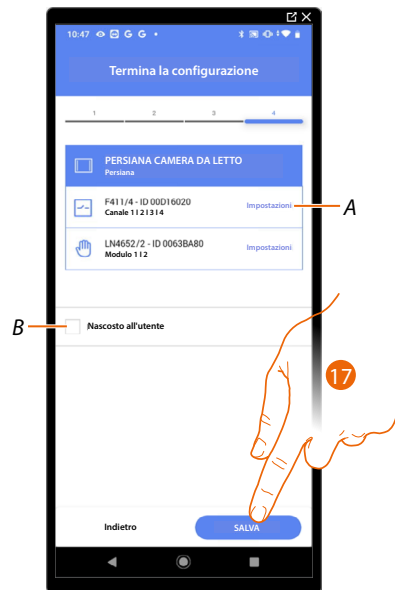 10:47 G G •
Termina la configurazione
1 2 3 4
PERSIANA CAMERA DA LETTO
Persiana
F411/4 - ID 00D16020 Impostazioni
Canale 1 | 2 | 3 | 4
A
LN4652/2 - ID 0063BA80 Impostazioni
Modulo 1 | 2
B
Nascosto all'utente
17
Indietro SALVA